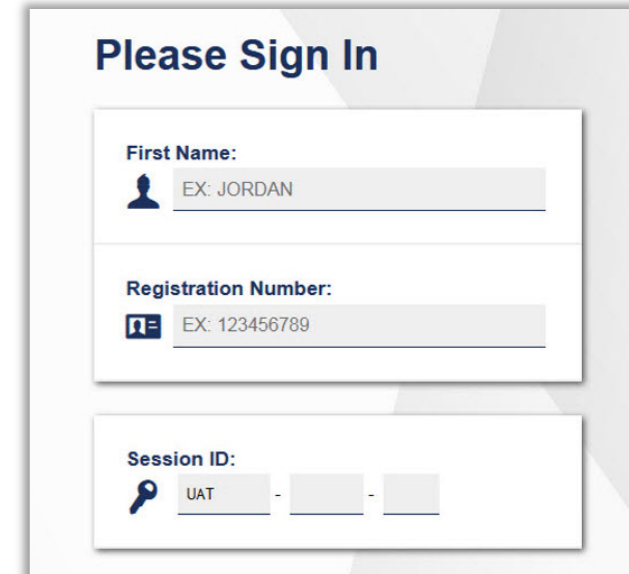 Please Sign In
First Name:
EX: JORDAN
Registration Number:
EX: 123456789
Session ID:
UAT - -